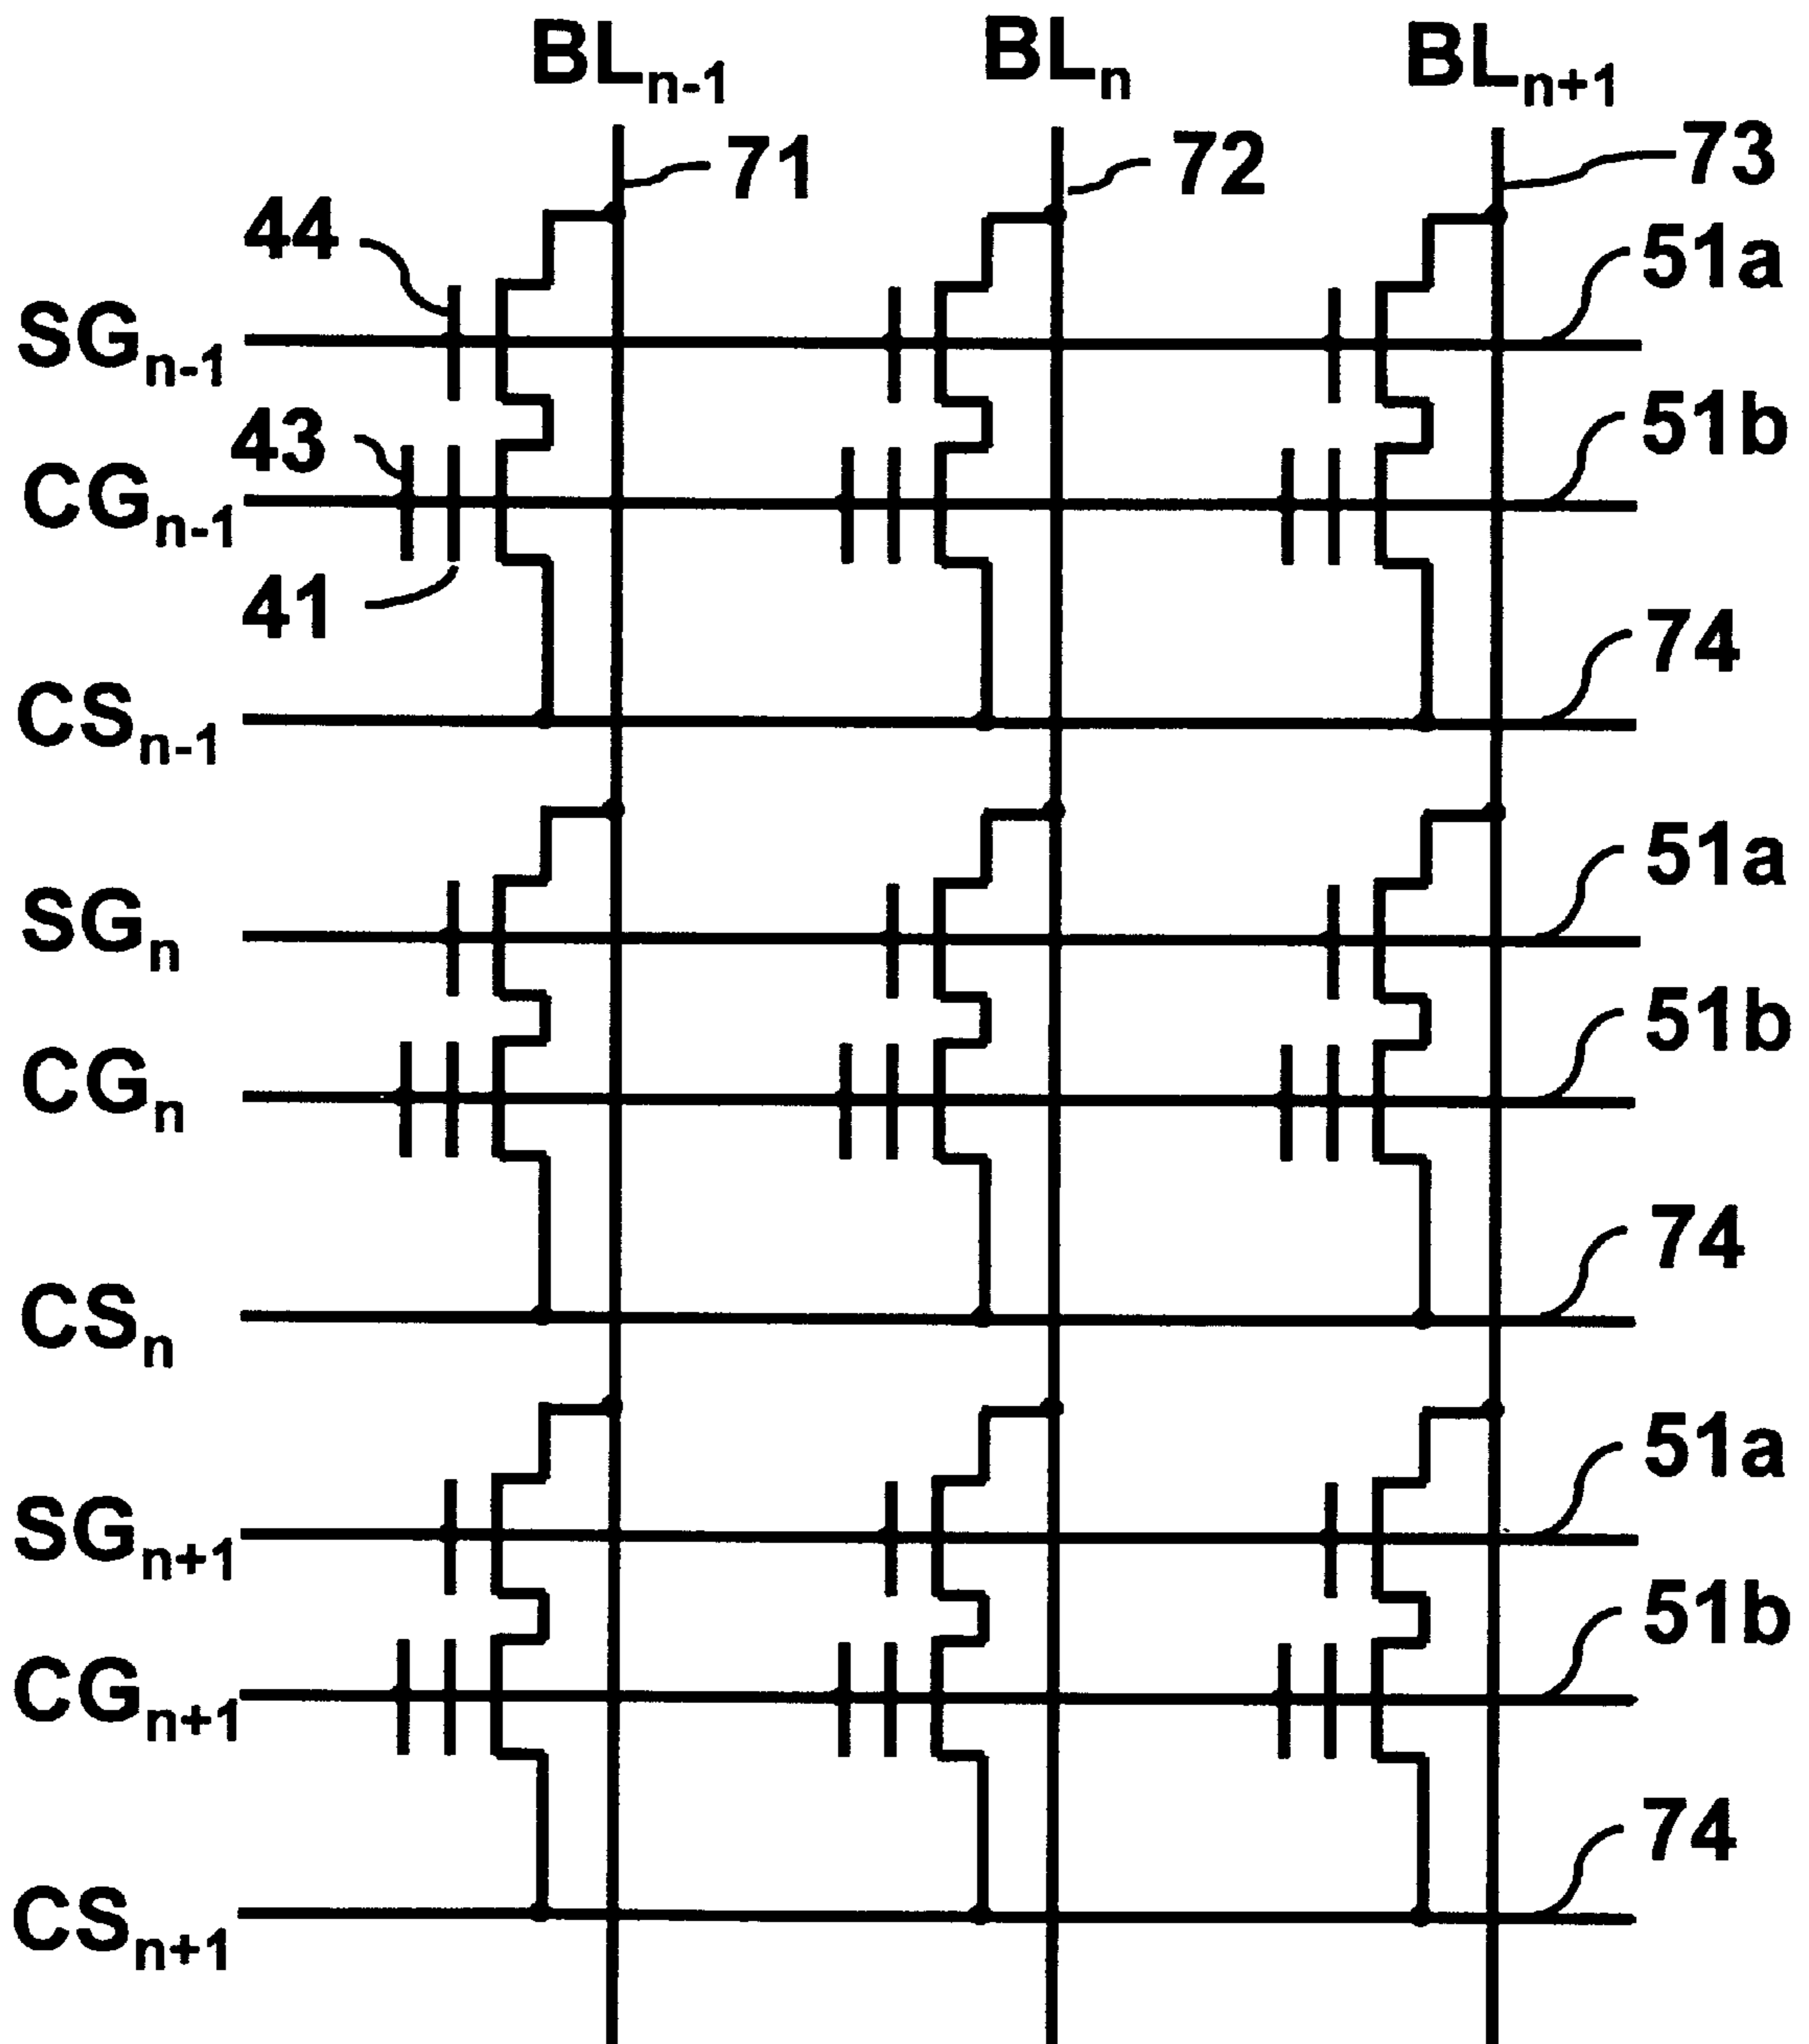 BLn-1 BLn BLn+1
71 72 73
44 51a
SGn-1
43 51b
CGn-1
41 74
CSn-1
51a
SGn
51b
CGn
74
CSn
51a
SGn+1
51b
CGn+1
74
CSn+1